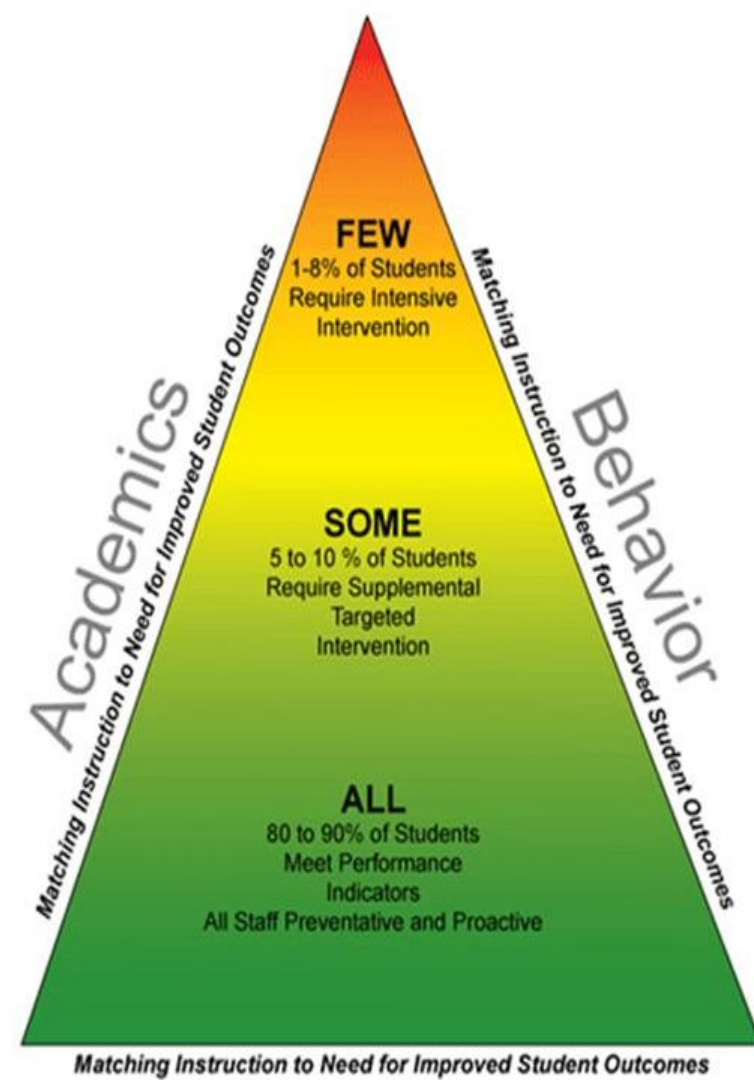 FEW
1-8% of Students
Require Intensive
Intervention
Academics
Matching Instruction to Need for Improved Student Outcomes
Matching Instruction to Need for Improved Student Outcomes
Behavior
SOME
5 to 10 % of Students
Require Supplemental
Targeted
Intervention
ALL
80 to 90% of Students
Meet Performance
Indicators
All Staff Preventative and Proactive
Matching Instruction to Need for Improved Student Outcomes